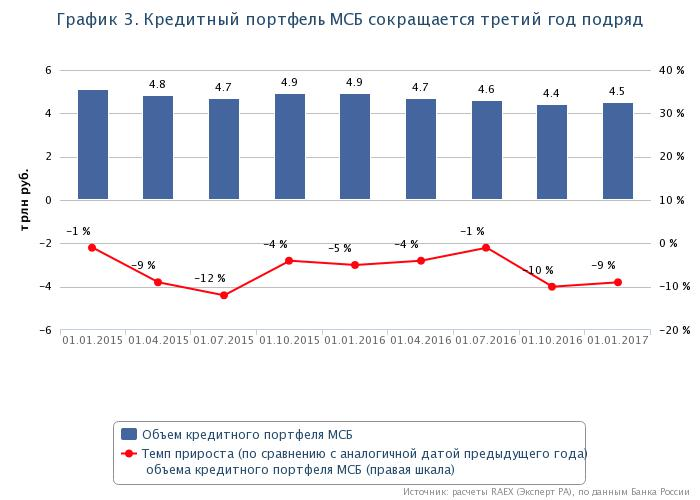 График 3. Кредитный портфель МСБ сокращается третий год подряд
6 40 %
4.8 4.7 4.9 4.9 4.7 4.6 4.4 4.5
4 30 %
2 20 %
трлн руб.
0 10 %
-1 % -9 % -12 % -4 % -5 % -4 % -1 % -10 % -9 %
-2 0 %
-4 -10 %
-6 -20 %
01.01.2015 01.04.2015 01.07.2015 01.10.2015 01.01.2016 01.04.2016 01.07.2016 01.10.2016 01.01.2017
Объем кредитного портфеля МСБ
Темп прироста (по сравнению с аналогичной датой предыдущего года)
объема кредитного портфеля МСБ (правая шкала)
Источник: расчеты RAEX (Эксперт РА), по данным Банка России